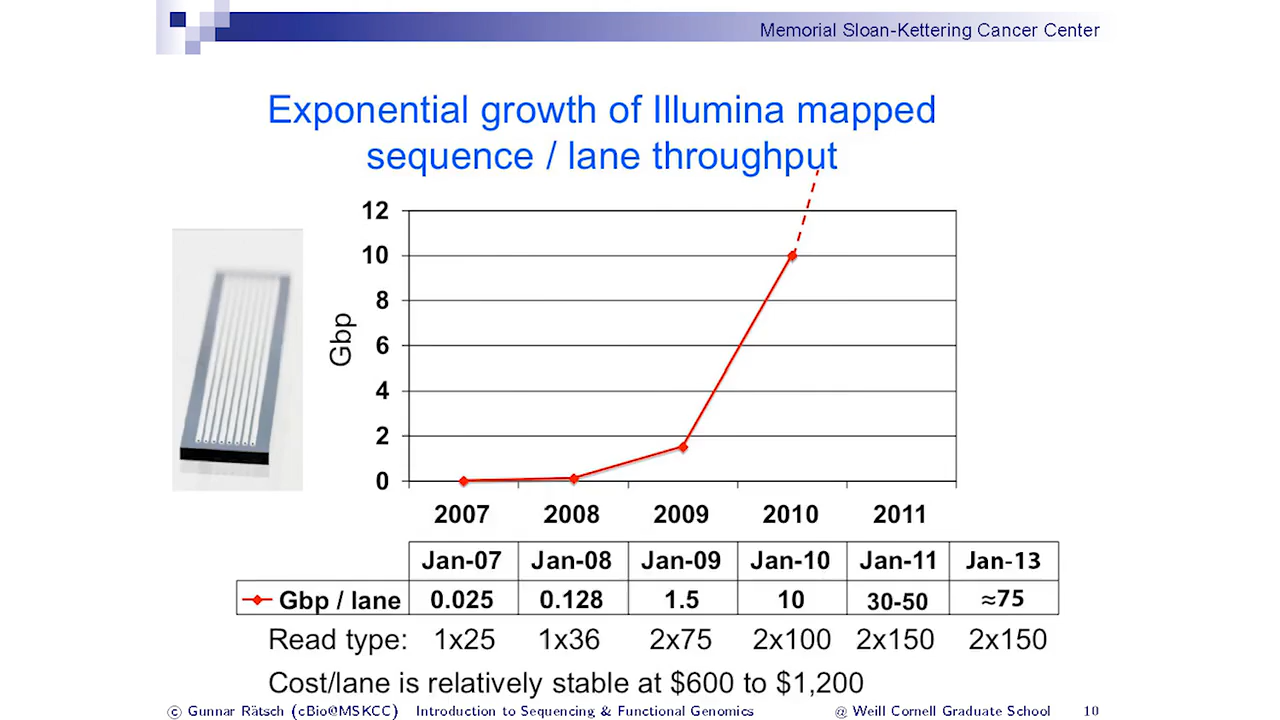 Memorial Sloan-Kettering Cancer Center
Exponential growth of Illumina mapped
sequence / lane throughput
Gbp
12
10
8
6
4
2
0
2007 2008 2009 2010 2011
Jan-07 Jan-08 Jan-09 Jan-10 Jan-11 Jan-13
Gbp / lane 0.025 0.128 1.5 10 30-50 ≈75
Read type: 1x25 1x36 2x75 2x100 2x150 2x150
Cost/lane is relatively stable at $600 to $1,200
© Gunnar Rätsch (cBio@MSKCC) Introduction to Sequencing & Functional Genomics @ Weill Cornell Graduate School 10